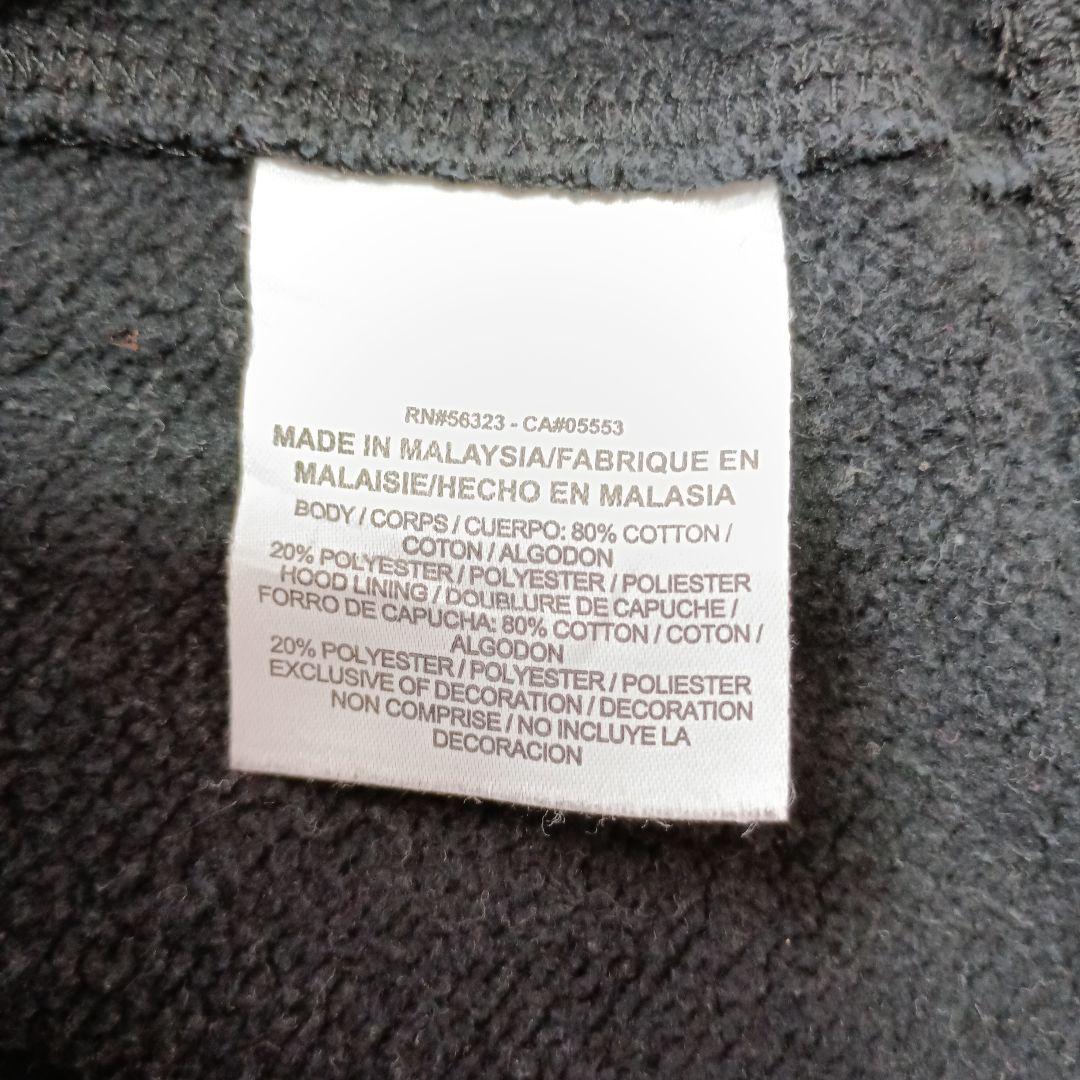 RN#56323 - CA#05553
MADE IN MALAYSIA/FABRIQUE EN
MALAISIE/HECHO EN MALASIA
BODY / CORPS / CUERPO: 80% COTTON /
COTON / ALGODON
20% POLYESTER / POLYESTER / POLIESTER
HOOD LINING / DOUBLURE DE CAPUCHE /
FORRO DE CAPUCHA: 80% COTTON / COTON /
ALGODON
20% POLYESTER / POLYESTER / POLIESTER
EXCLUSIVE OF DECORATION / DECORATION
NON COMPRISE / NO INCLUYE LA
DECORACION